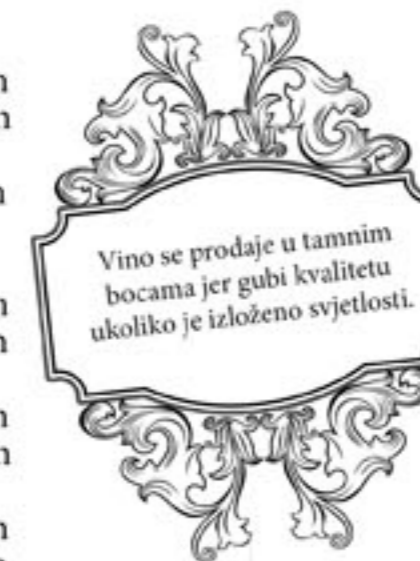 Vino se prodaje u tamnim
bocama jer gubi kvalitetu
ukoliko je izloženo svjetlosti.